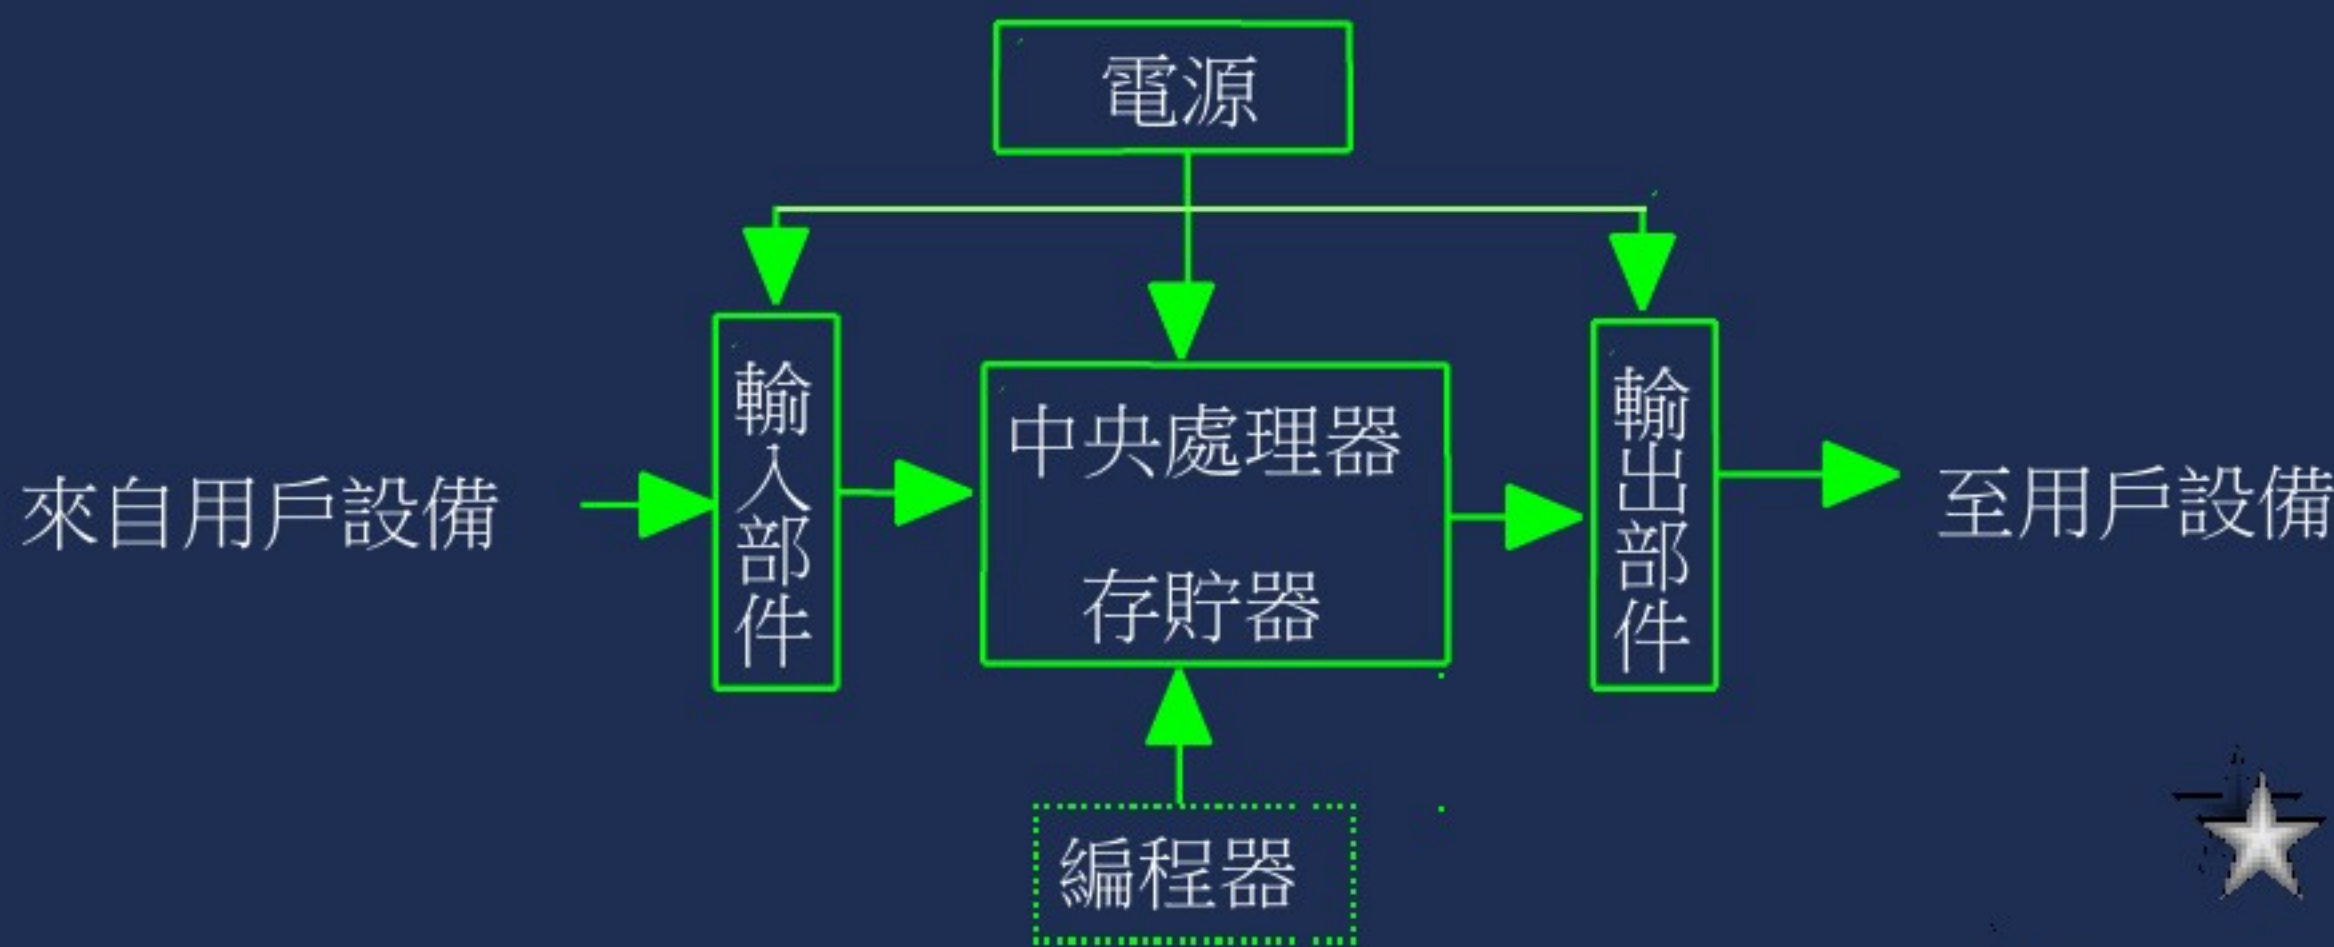 電源
來自用戶設備
輸入部件
中央處理器
存貯器
輸出部件
至用戶設備
編程器